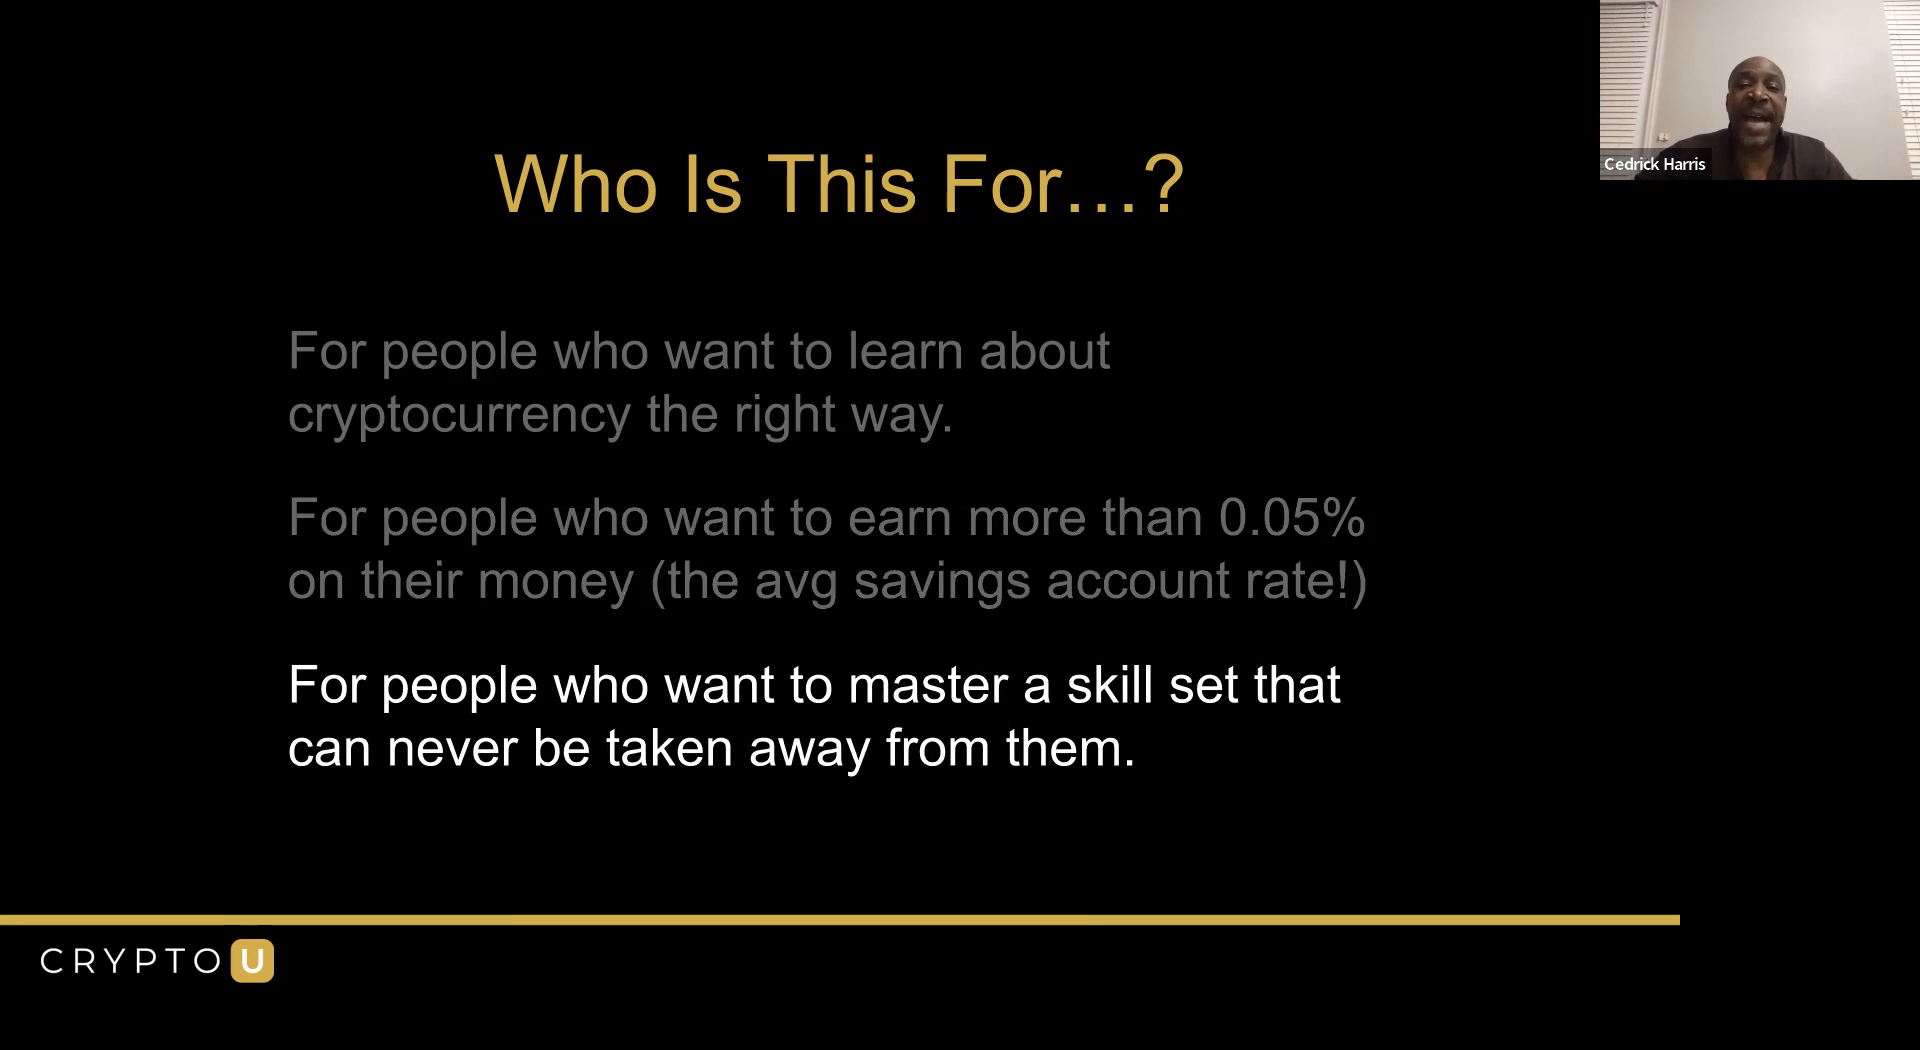 Cedrick Harris
Who Is This For…?
For people who want to learn about
cryptocurrency the right way.
For people who want to earn more than 0.05%
on their money (the avg savings account rate!)
For people who want to master a skill set that
can never be taken away from them.
CRYPTO U